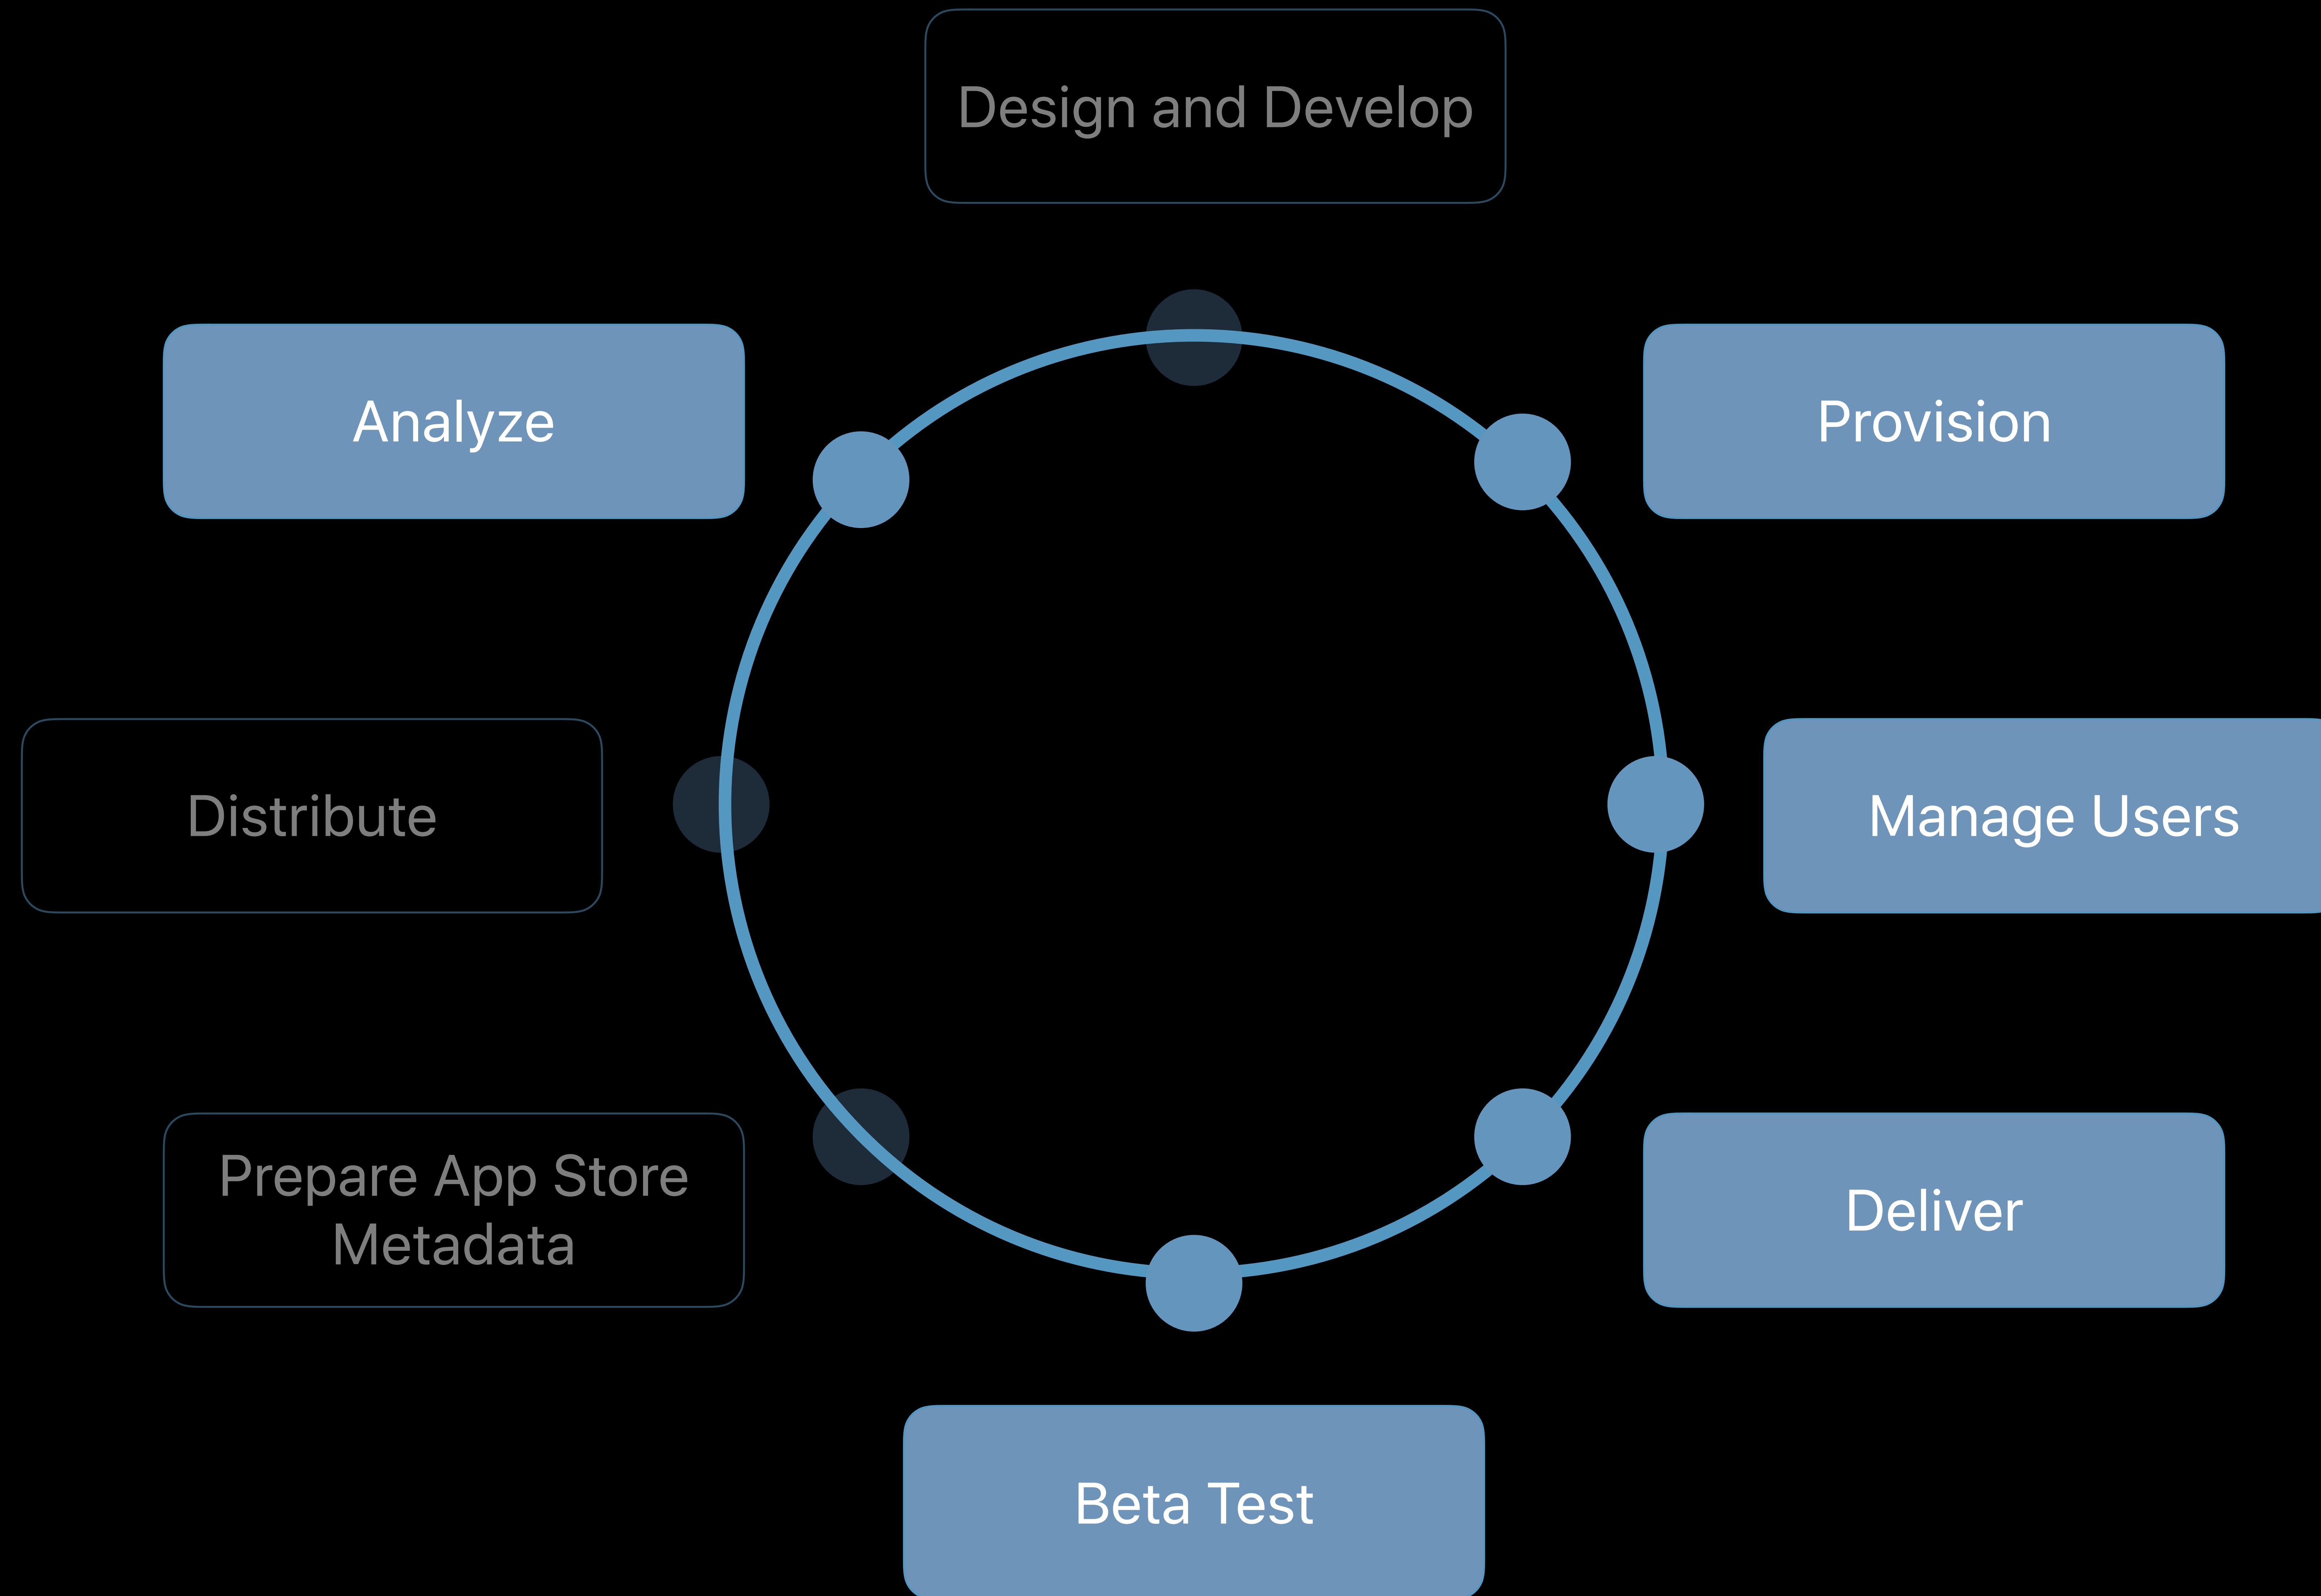 Design and Develop
Analyze
Provision
Distribute
Manage Users
Prepare App Store
Metadata
Deliver
Beta Test